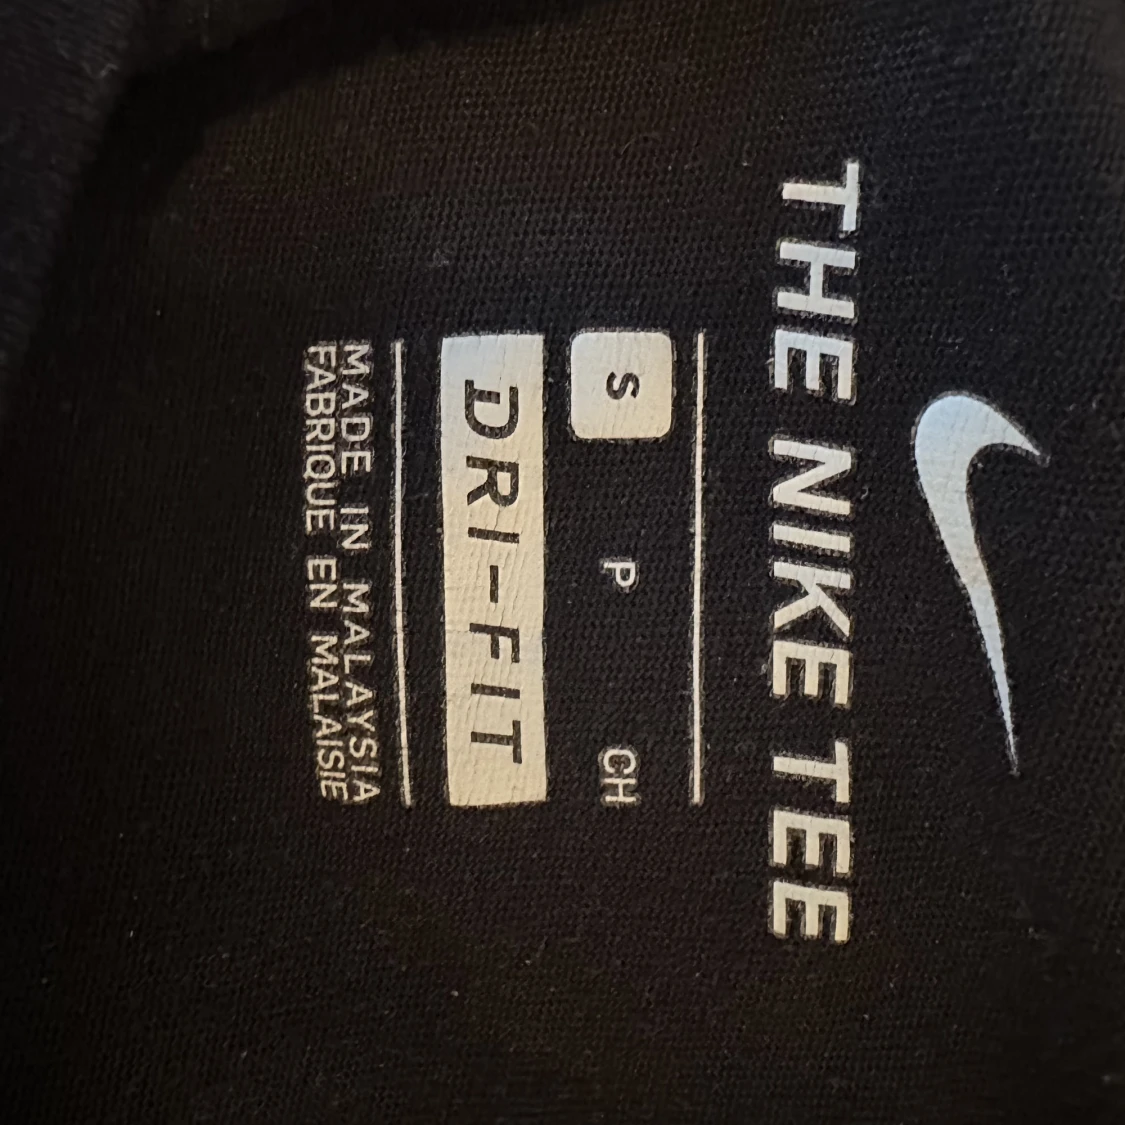 THE NIKE TEE
S P CH
DRI-FIT
MADE IN MALAYSIA
FABRIQUE EN MALAISIE